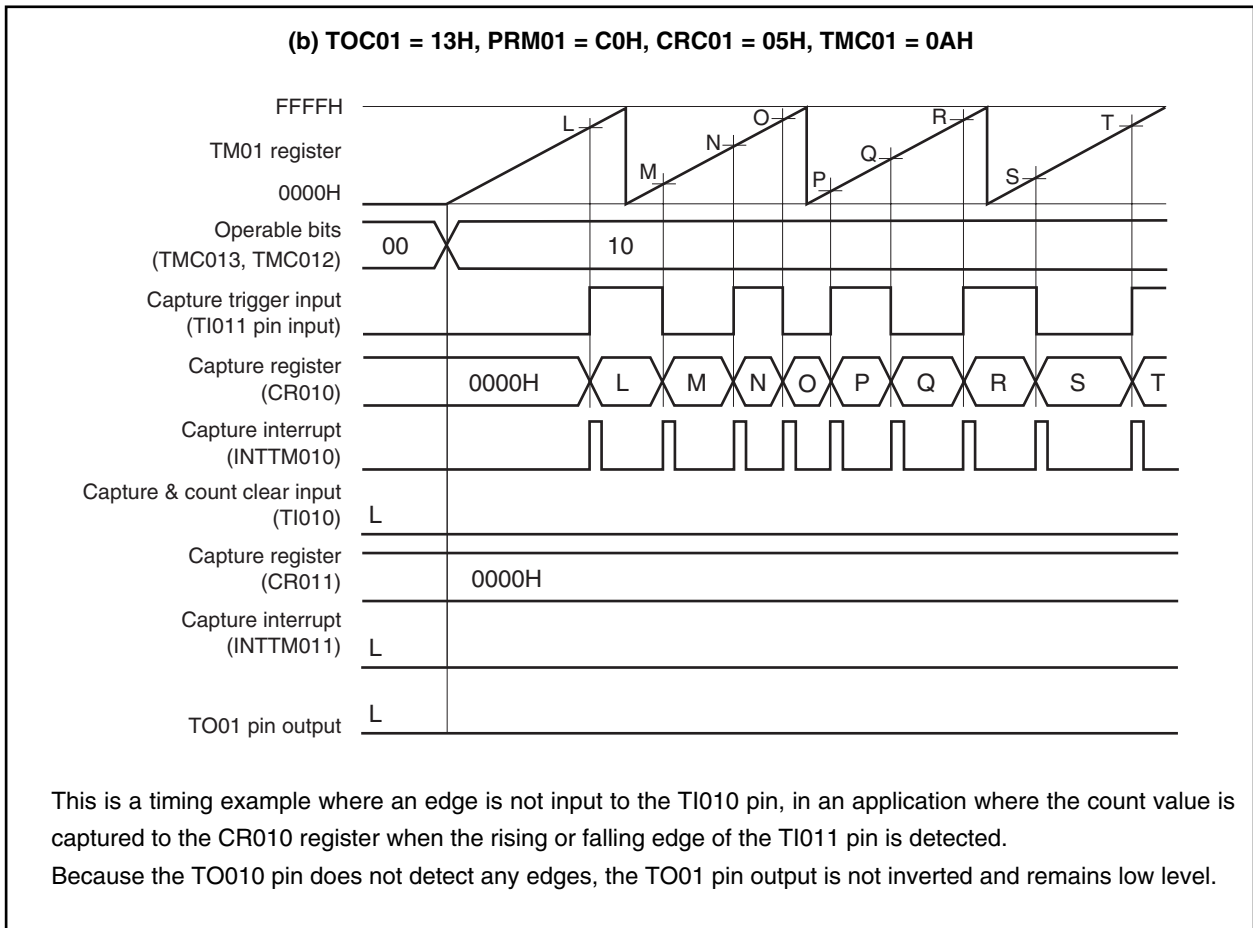 (b) TOC01 = 13H, PRM01 = C0H, CRC01 = 05H, TMC01 = 0AH
FFFFH
TM01 register
0000H
L
M
N
O
P
Q
R
S
T
Operable bits
(TMC013, TMC012)
00
10
Capture trigger input
(TI011 pin input)
Capture register
(CR010)
0000H
L
M
N
O
P
Q
R
S
T
Capture interrupt
(INTTM010)
Capture & count clear input
(TI010)
L
Capture register
(CR011)
0000H
Capture interrupt
(INTTM011)
L
TO01 pin output
L
This is a timing example where an edge is not input to the TI010 pin, in an application where the count value is
captured to the CR010 register when the rising or falling edge of the TI011 pin is detected.
Because the TO010 pin does not detect any edges, the TO01 pin output is not inverted and remains low level.